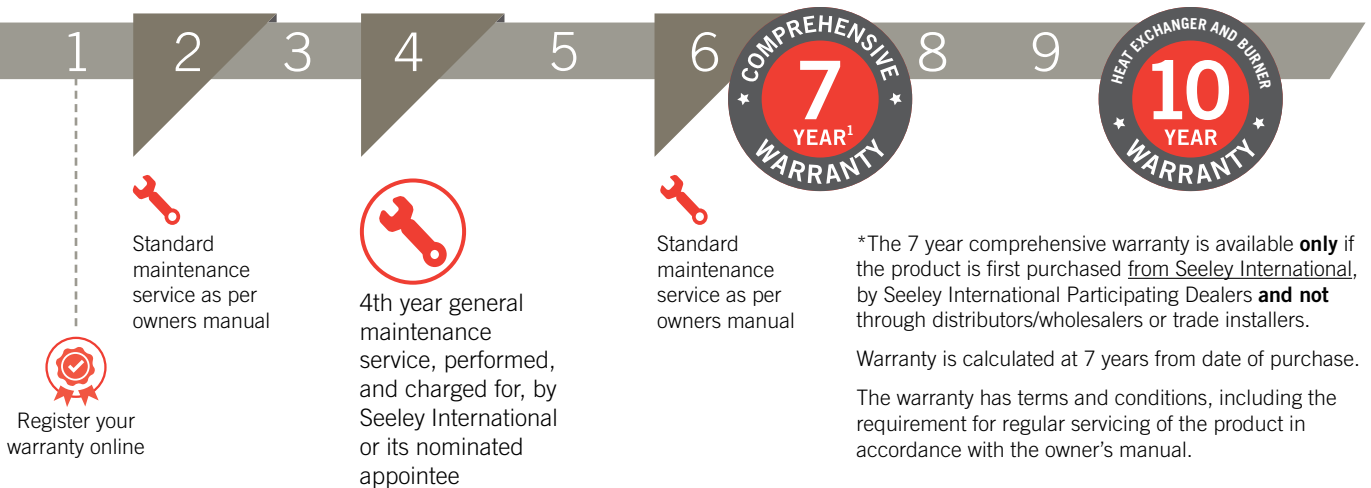 1
2
3
4
5
6
COMPREHENSIVE
7
YEAR1
WARRANTY
8
9
HEAT EXCHANGER AND BURNER
10
YEAR
WARRANTY
Register your
warranty online
Standard
maintenance
service as per
owners manual
4th year general
maintenance
service, performed,
and charged for, by
Seeley International
or its nominated
appointee
Standard
maintenance
service as per
owners manual
*The 7 year comprehensive warranty is available only if
the product is first purchased from Seeley International,
by Seeley International Participating Dealers and not
through distributors/wholesalers or trade installers.
Warranty is calculated at 7 years from date of purchase.
The warranty has terms and conditions, including the
requirement for regular servicing of the product in
accordance with the owner’s manual.